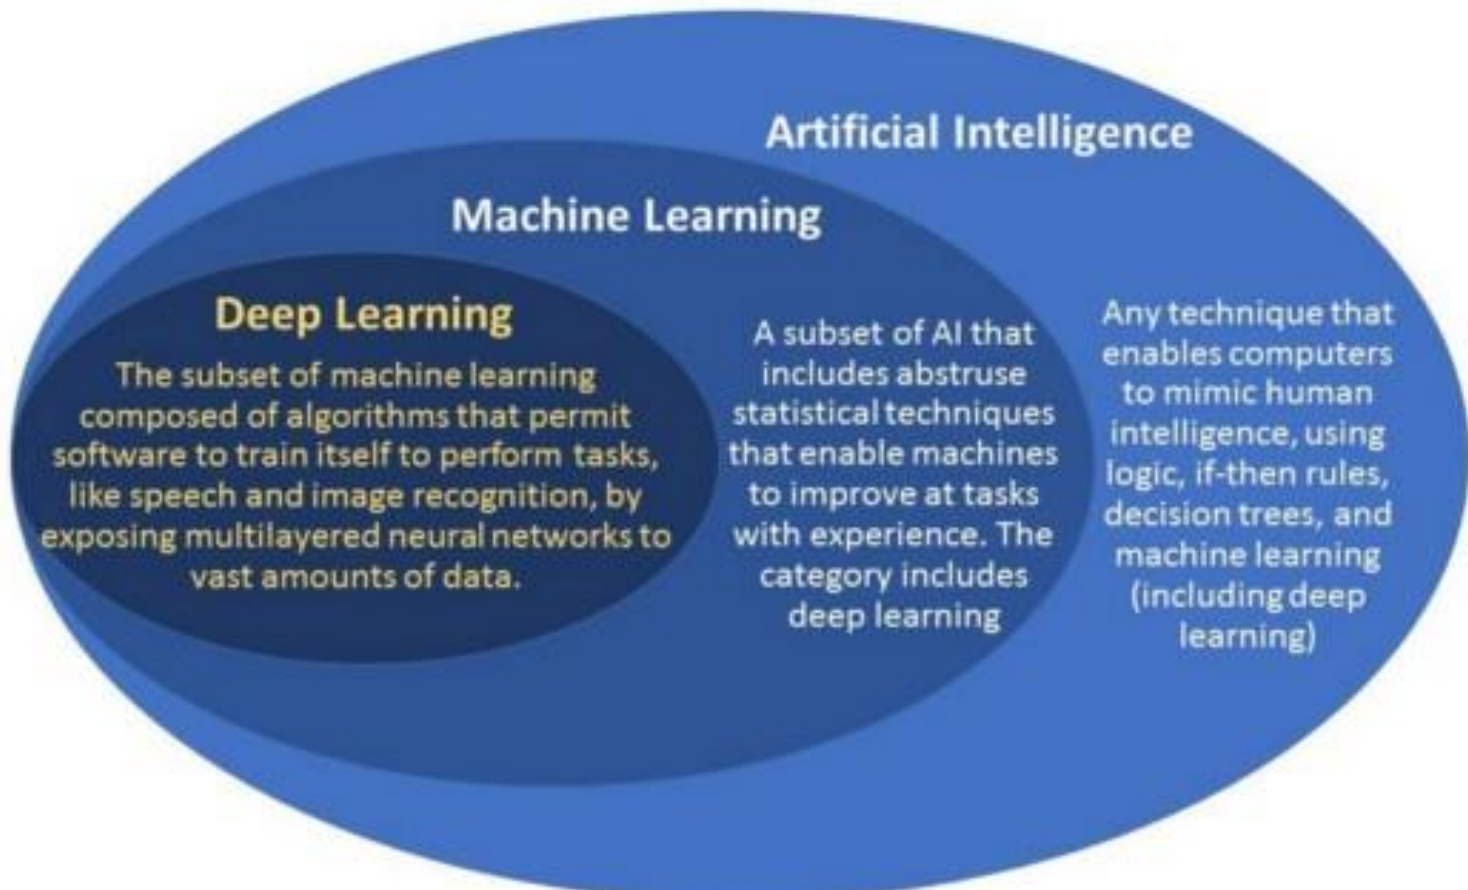 Artificial Intelligence
Machine Learning
Deep Learning
The subset of machine learning
composed of algorithms that permit
software to train itself to perform tasks,
like speech and image recognition, by
exposing multilayered neural networks to
vast amounts of data.
A subset of AI that
includes abstruse
statistical techniques
that enable machines
to improve at tasks
with experience. The
category includes
deep learning
Any technique that
enables computers
to mimic human
intelligence, using
logic, if-then rules,
decision trees, and
machine learning
(including deep
learning)